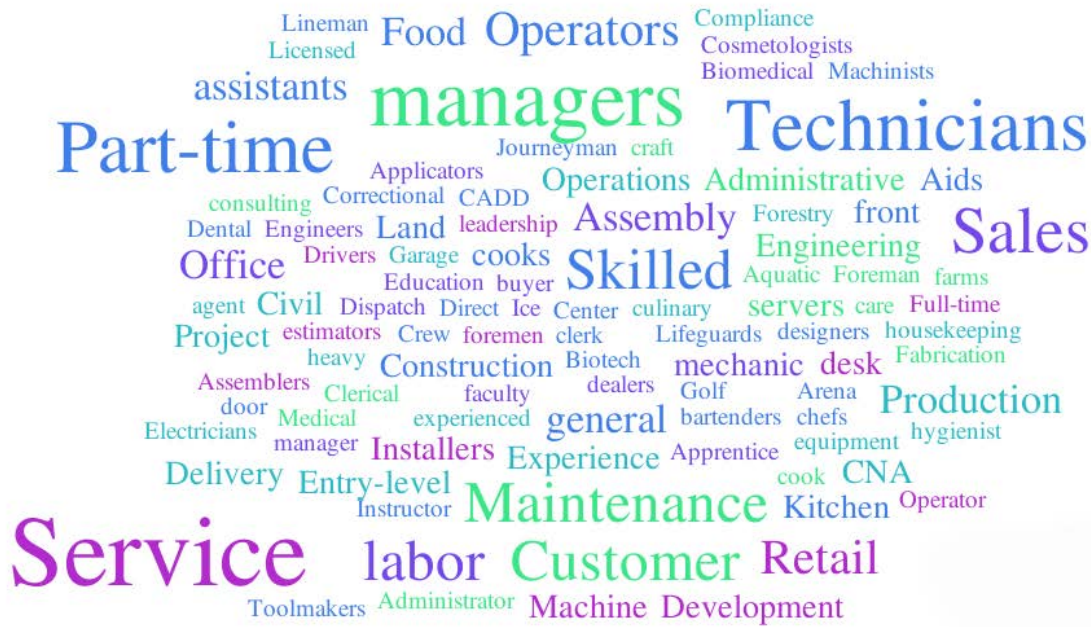 Lineman Food Operators Compliance
Licensed Cosmetologists
Biomedical Machinists
assistants managers Technicians
Part-time Journeyman craft
Applicators Operations Administrative Aids
consulting Correctional CADD
Dental Engineers Land leadership Assembly Forestry front Sales
Office Drivers Garage cooks Skilled Engineering
Education buyer Aquatic Foreman farms
agent Civil Dispatch Direct Ice Center culinary servers care Full-time
Project estimators Crew foremen clerk Lifeguards designers housekeeping
heavy Construction Biotech mechanic desk Fabrication
Assemblers Clerical faculty dealers Golf Arena Production
door Medical experienced general bartenders chefs
Electricians manager Installers Experience Apprentice equipment hygienist
Delivery Entry-level cook CNA
Instructor Maintenance Kitchen Operator
Service labor Customer Retail
Toolmakers Administrator Machine Development